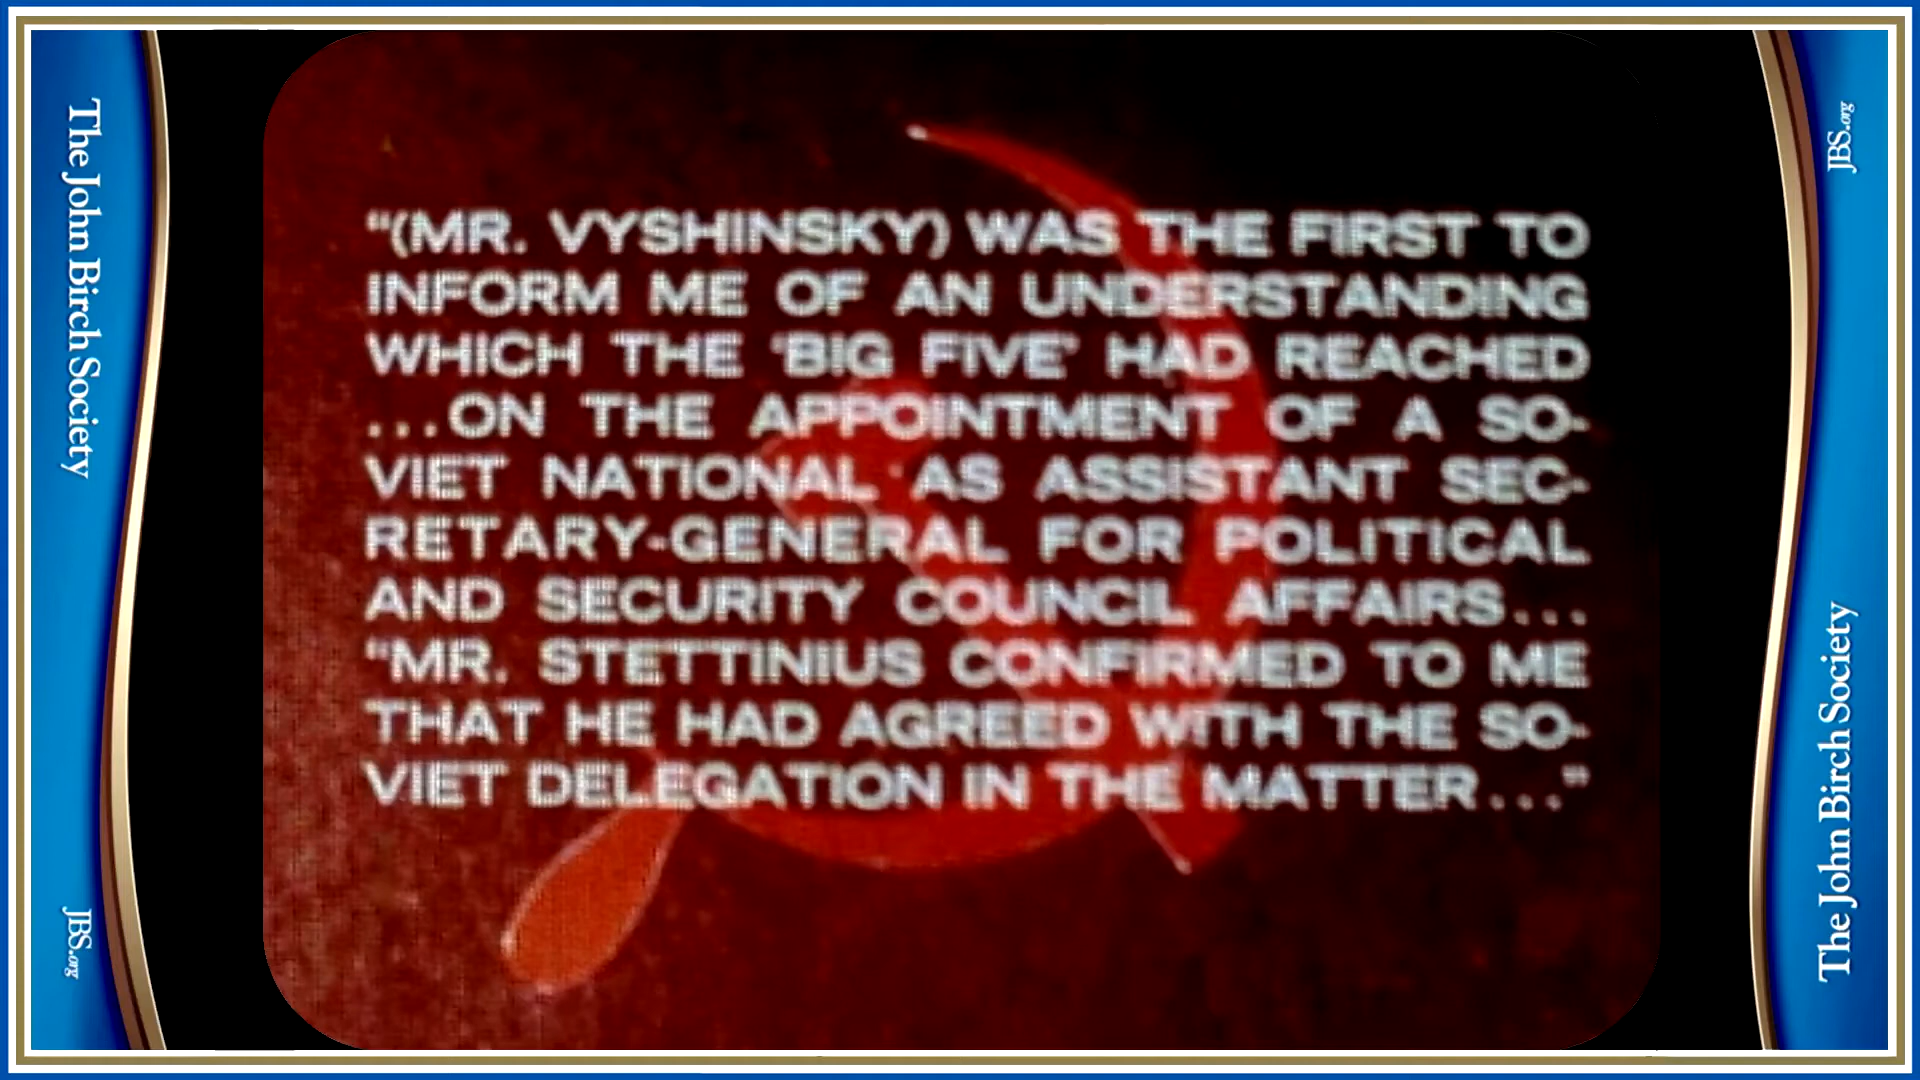 The John Birch Society
JBS.org
"(MR. VYSHINSKY) WAS THE FIRST TO
INFORM ME OF AN UNDERSTANDING
WHICH THE 'BIG FIVE' HAD REACHED
...ON THE APPOINTMENT OF A SO-
VIET NATIONAL AS ASSISTANT SEC-
RETARY-GENERAL FOR POLITICAL
AND SECURITY COUNCIL AFFAIRS...
"MR. STETTINIUS CONFIRMED TO ME
THAT HE HAD AGREED WITH THE SO-
VIET DELEGATION IN THE MATTER..."
JBS.org
The John Birch Society